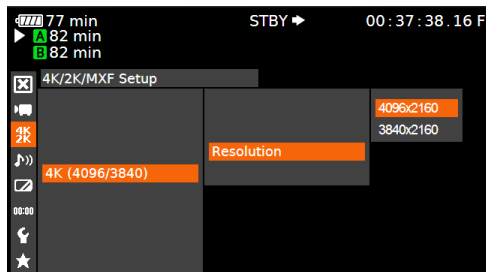 77 min STBY 00:37:38.16 F
A 82 min
B 82 min
4K/2K/MXF Setup
4096x2160
4K 2K
3840x2160
Resolution
4K (4096/3840)
00:00